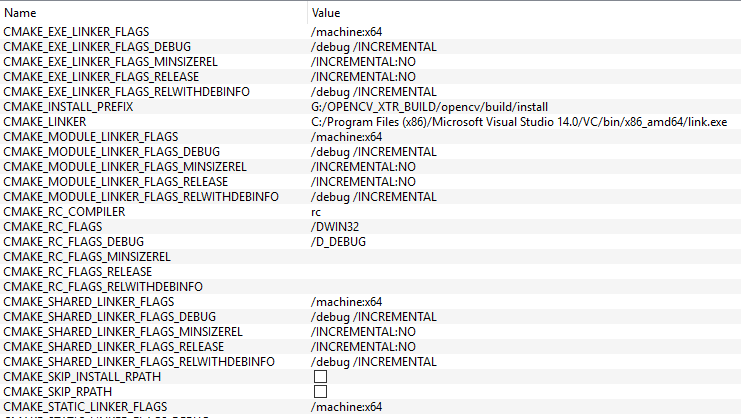 Name Value
CMAKE_EXE_LINKER_FLAGS /machine:x64
CMAKE_EXE_LINKER_FLAGS_DEBUG /debug /INCREMENTAL
CMAKE_EXE_LINKER_FLAGS_MINSIZEREL /INCREMENTAL:NO
CMAKE_EXE_LINKER_FLAGS_RELEASE /INCREMENTAL:NO
CMAKE_EXE_LINKER_FLAGS_RELWITHDEBINFO /debug /INCREMENTAL
CMAKE_INSTALL_PREFIX G:/OPENCV_XTR_BUILD/opencv/build/install
CMAKE_LINKER C:/Program Files (x86)/Microsoft Visual Studio 14.0/VC/bin/x86_amd64/link.exe
CMAKE_MODULE_LINKER_FLAGS /machine:x64
CMAKE_MODULE_LINKER_FLAGS_DEBUG /debug /INCREMENTAL
CMAKE_MODULE_LINKER_FLAGS_MINSIZEREL /INCREMENTAL:NO
CMAKE_MODULE_LINKER_FLAGS_RELEASE /INCREMENTAL:NO
CMAKE_MODULE_LINKER_FLAGS_RELWITHDEBINFO /debug /INCREMENTAL
CMAKE_RC_COMPILER rc
CMAKE_RC_FLAGS /DWIN32
CMAKE_RC_FLAGS_DEBUG /D_DEBUG
CMAKE_RC_FLAGS_MINSIZEREL
CMAKE_RC_FLAGS_RELEASE
CMAKE_RC_FLAGS_RELWITHDEBINFO
CMAKE_SHARED_LINKER_FLAGS /machine:x64
CMAKE_SHARED_LINKER_FLAGS_DEBUG /debug /INCREMENTAL
CMAKE_SHARED_LINKER_FLAGS_MINSIZEREL /INCREMENTAL:NO
CMAKE_SHARED_LINKER_FLAGS_RELEASE /INCREMENTAL:NO
CMAKE_SHARED_LINKER_FLAGS_RELWITHDEBINFO /debug /INCREMENTAL
CMAKE_SKIP_INSTALL_RPATH
CMAKE_SKIP_RPATH
CMAKE_STATIC_LINKER_FLAGS /machine:x64